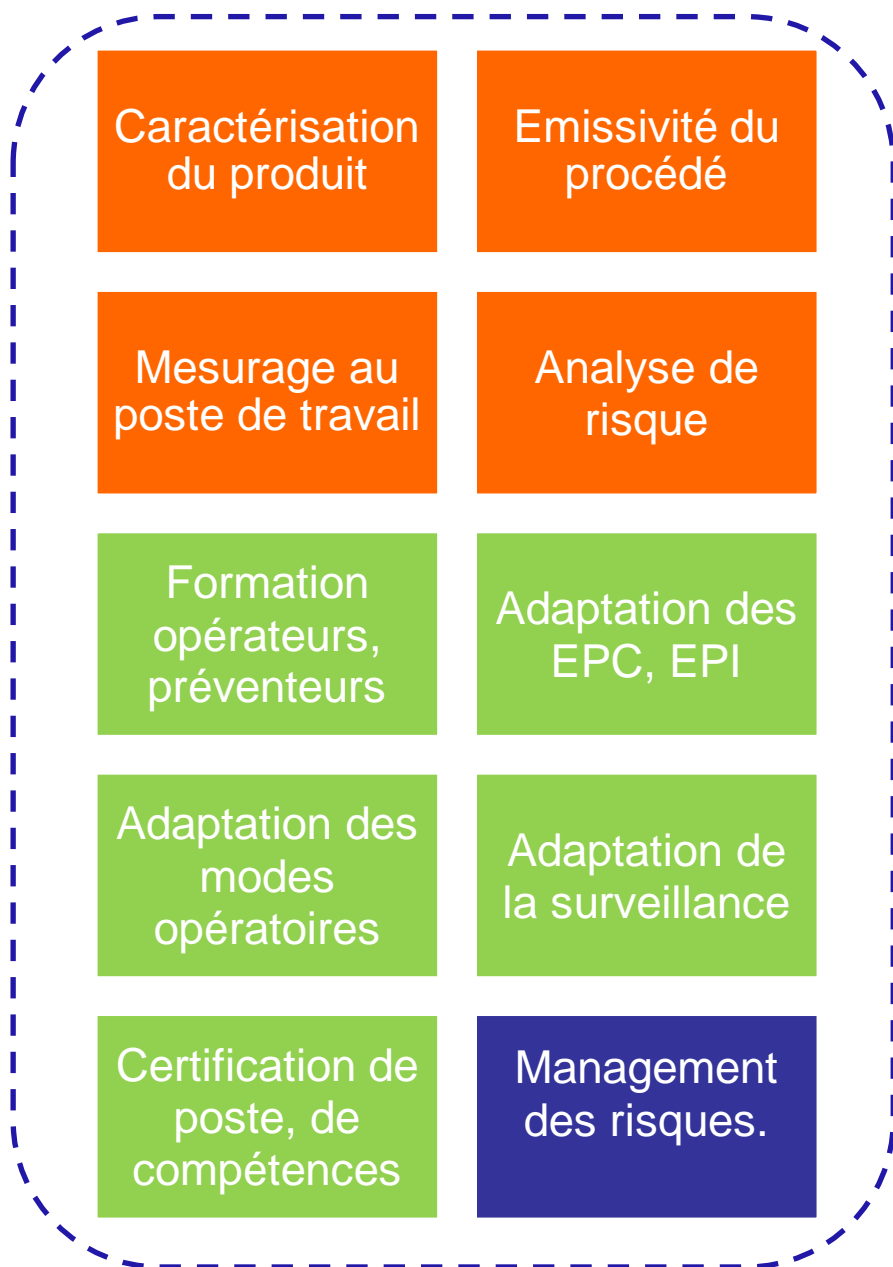 Caractérisation
du produit
Emissivité du
procédé
Mesurage au
poste de travail
Analyse de
risque
Formation
opérateurs,
préventeurs
Adaptation des
EPC, EPI
Adaptation des
modes
opératoires
Adaptation de
la surveillance
Certification de
poste, de
compétences
Management
des risques.